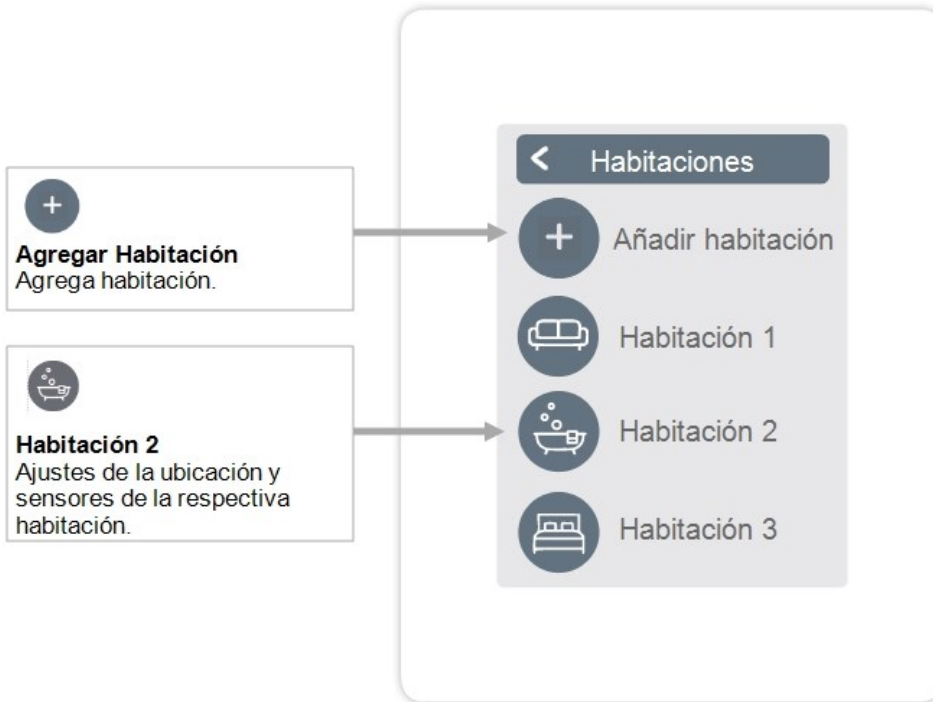 Agregar Habitación
Agrega habitación.
Habitación 2
Ajustes de la ubicación y
sensores de la respectiva
habitación.
Habitaciones
Añadir habitación
Habitación 1
Habitación 2
Habitación 3